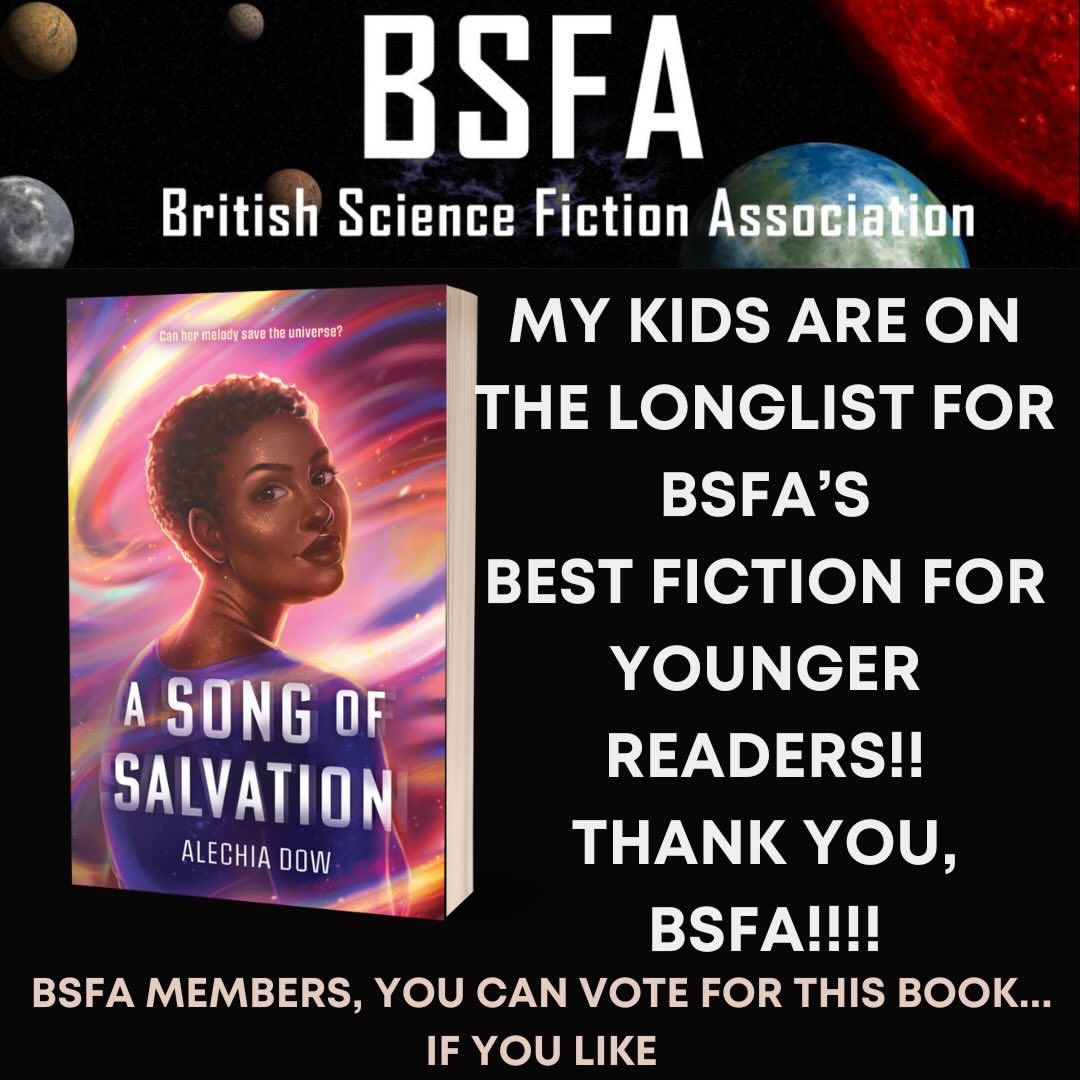 BSFA
British Science Fiction Association
Can her melody save the universe?
A SONG OF
SALVATION
ALECHIA DOW
MY KIDS ARE ON
THE LONGLIST FOR
BSFA’S
BEST FICTION FOR
YOUNGER
READERS!!
THANK YOU,
BSFA!!!!
BSFA MEMBERS, YOU CAN VOTE FOR THIS BOOK...
IF YOU LIKE